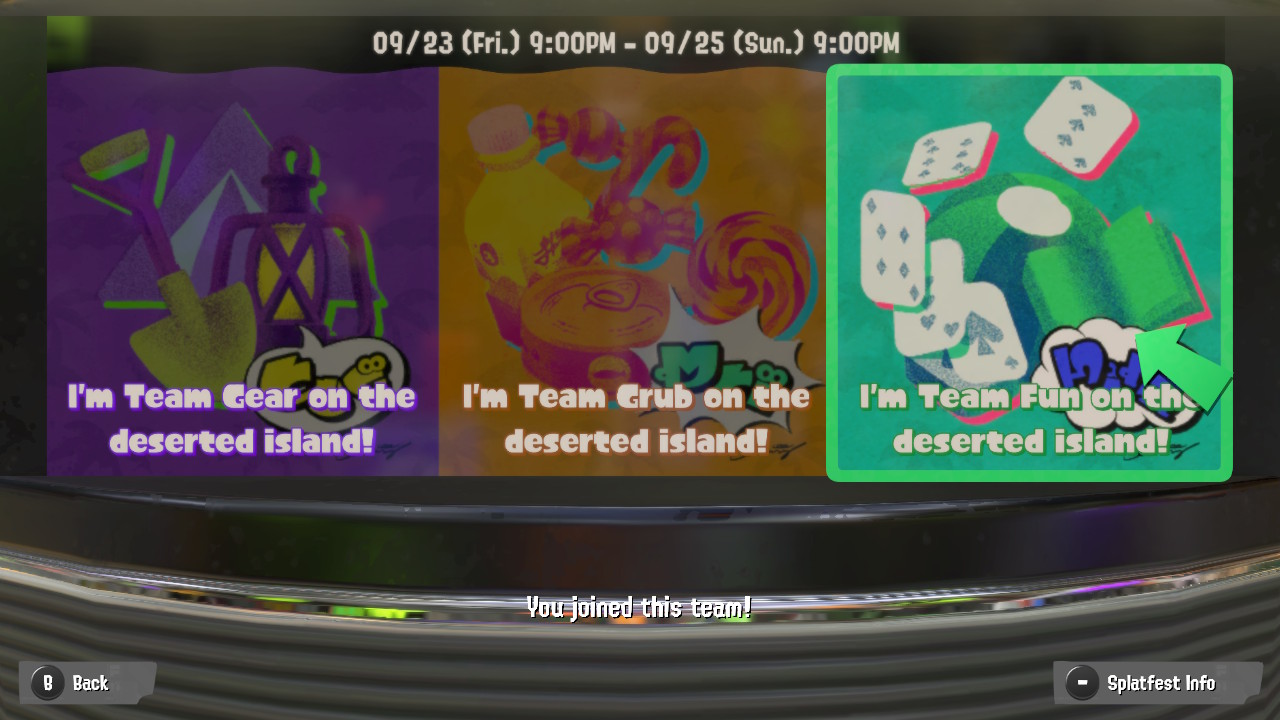 09/23 (Fri.) 9:00PM - 09/25 (Sun.) 9:00PM
I'm Team Gear on the
deserted island!
I'm Team Grub on the
deserted island!
I'm Team Fun on the
deserted island!
You joined this team!
B Back
- Splatfest Info